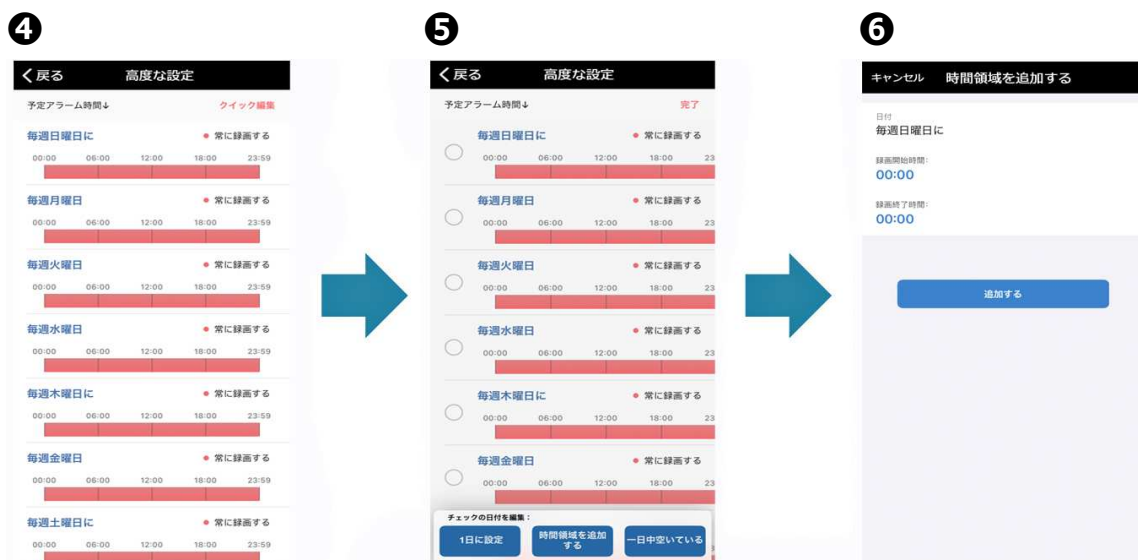 ❹
く戻る 高度な設定
予定アラーム時間↓ クイック編集
毎週日曜日に ● 常に録画する
00:00 06:00 12:00 18:00 23:59
毎週月曜日 ● 常に録画する
00:00 06:00 12:00 18:00 23:59
毎週火曜日 ● 常に録画する
00:00 06:00 12:00 18:00 23:59
毎週水曜日 ● 常に録画する
00:00 06:00 12:00 18:00 23:59
毎週木曜日に ● 常に録画する
00:00 06:00 12:00 18:00 23:59
毎週金曜日 ● 常に録画する
00:00 06:00 12:00 18:00 23:59
毎週土曜日に ● 常に録画する
00:00 06:00 12:00 18:00 23:59
❺
く戻る 高度な設定
予定アラーム時間↓ 完了
毎週日曜日に ● 常に録画する
00:00 06:00 12:00 18:00 23
毎週月曜日 ● 常に録画する
00:00 06:00 12:00 18:00 23
毎週火曜日 ● 常に録画する
00:00 06:00 12:00 18:00 23
毎週水曜日 ● 常に録画する
00:00 06:00 12:00 18:00 23
毎週木曜日に ● 常に録画する
00:00 06:00 12:00 18:00 23
毎週金曜日 ● 常に録画する
00:00 06:00 12:00 18:00 23
チェックの日付を編集：
1日に設定 時間領域を追加 一日中空いている
する
❻
キャンセル 時間領域を追加する
日付
毎週日曜日に
録画開始時間:
00:00
録画終了時間:
00:00
追加する